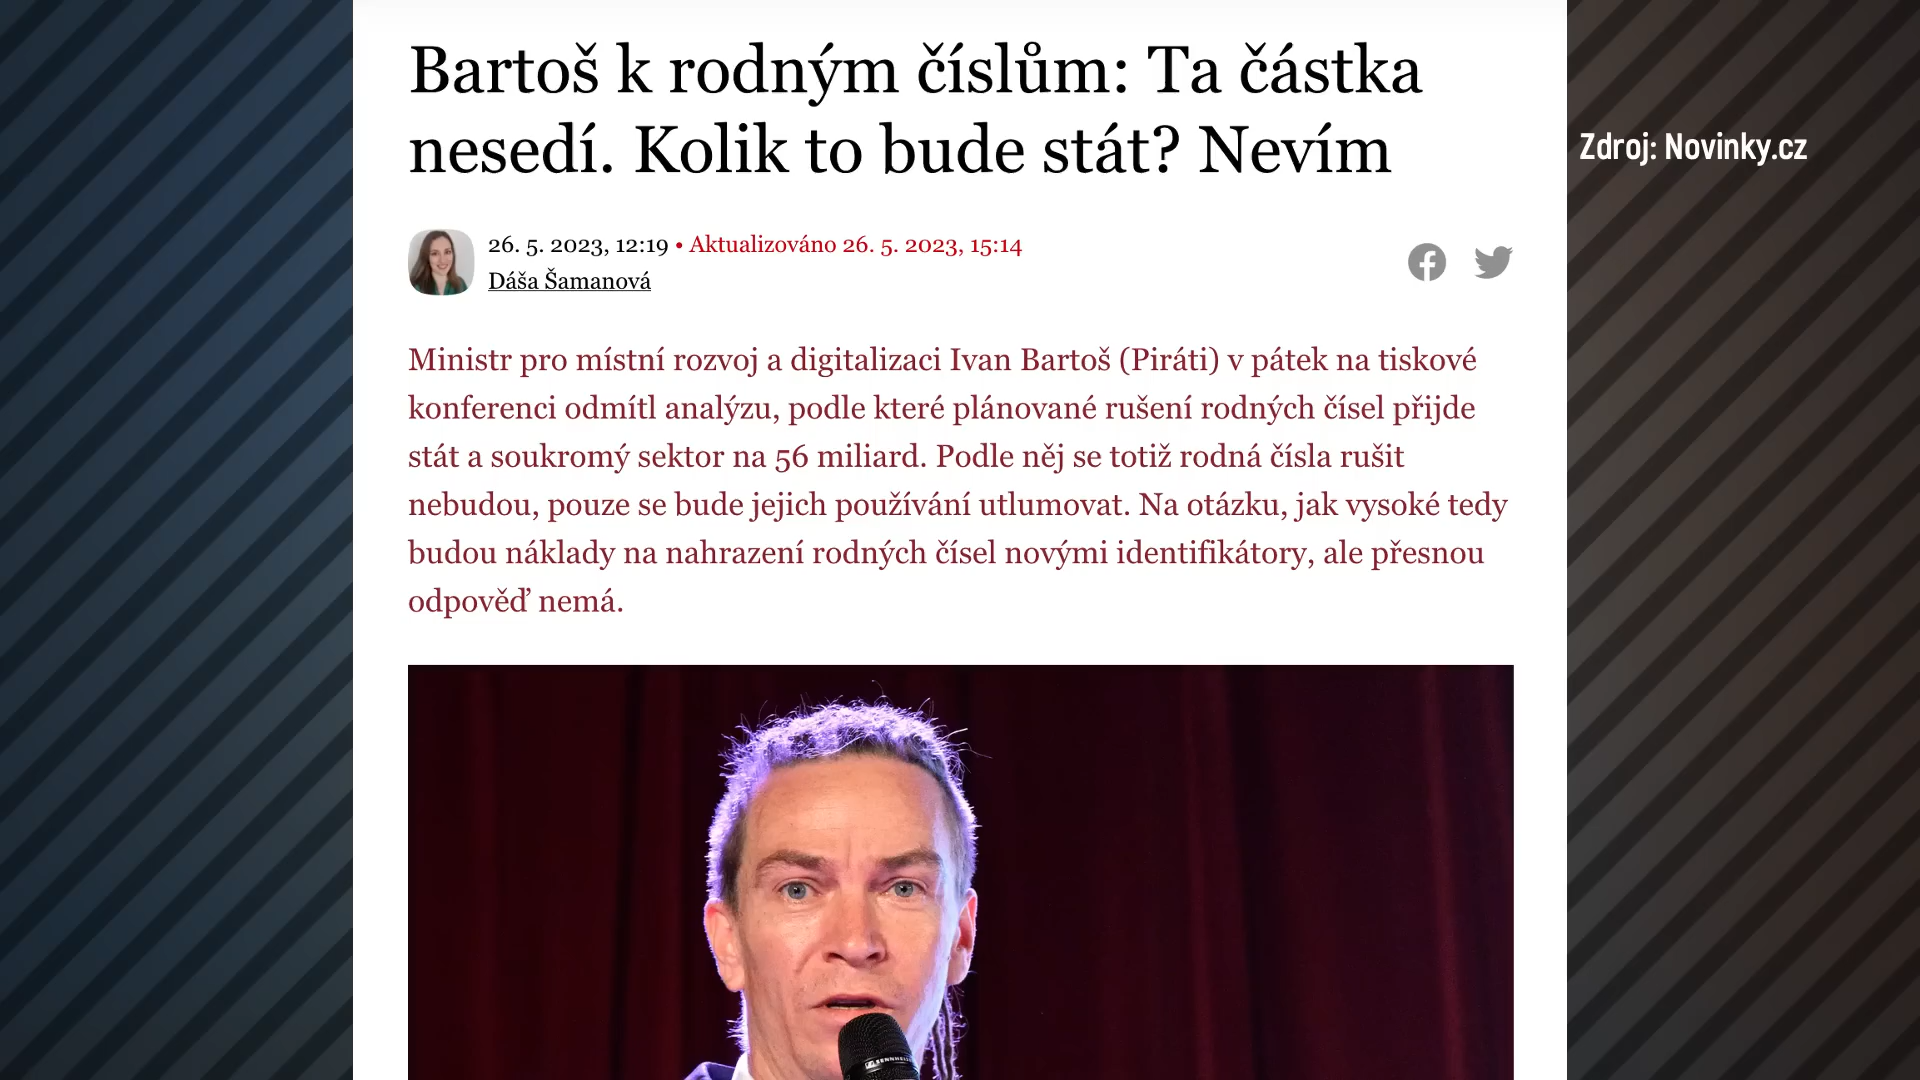 Bartoš k rodným číslům: Ta částka
nesedí. Kolik to bude stát? Nevím
Zdroj: Novinky.cz
26. 5. 2023, 12:19 • Aktualizováno 26. 5. 2023, 15:14
Dáša Šamanová
Ministr pro místní rozvoj a digitalizaci Ivan Bartoš (Piráti) v pátek na tiskové
konferenci odmítl analýzu, podle které plánované rušení rodných čísel přijde
stát a soukromý sektor na 56 miliard. Podle něj se totiž rodná čísla rušit
nebudou, pouze se bude jejich používání utlumovat. Na otázku, jak vysoké tedy
budou náklady na nahrazení rodných čísel novými identifikátory, ale přesnou
odpověď nemá.
SENNHEISER